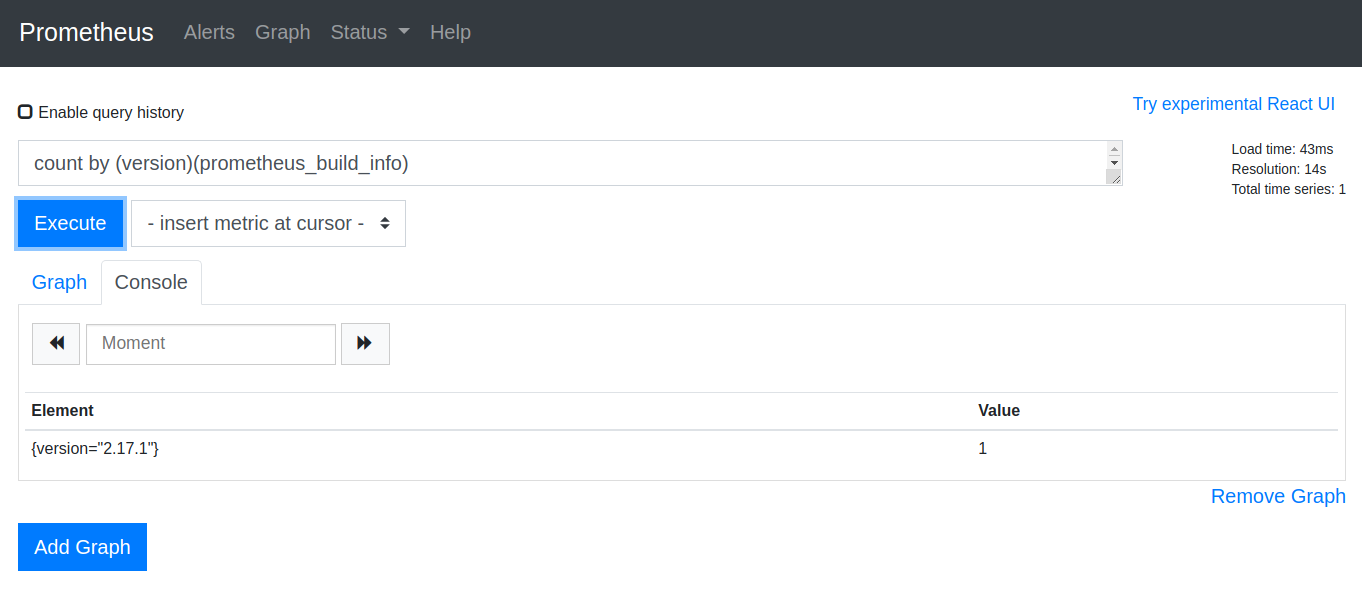 Prometheus Alerts Graph Status Help
Enable query history
Try experimental React UI
count by (version)(prometheus_build_info)
Load time: 43ms
Resolution: 14s
Total time series: 1
Execute - insert metric at cursor -
Graph Console
Moment
Element Value
{version="2.17.1"} 1
Remove Graph
Add Graph